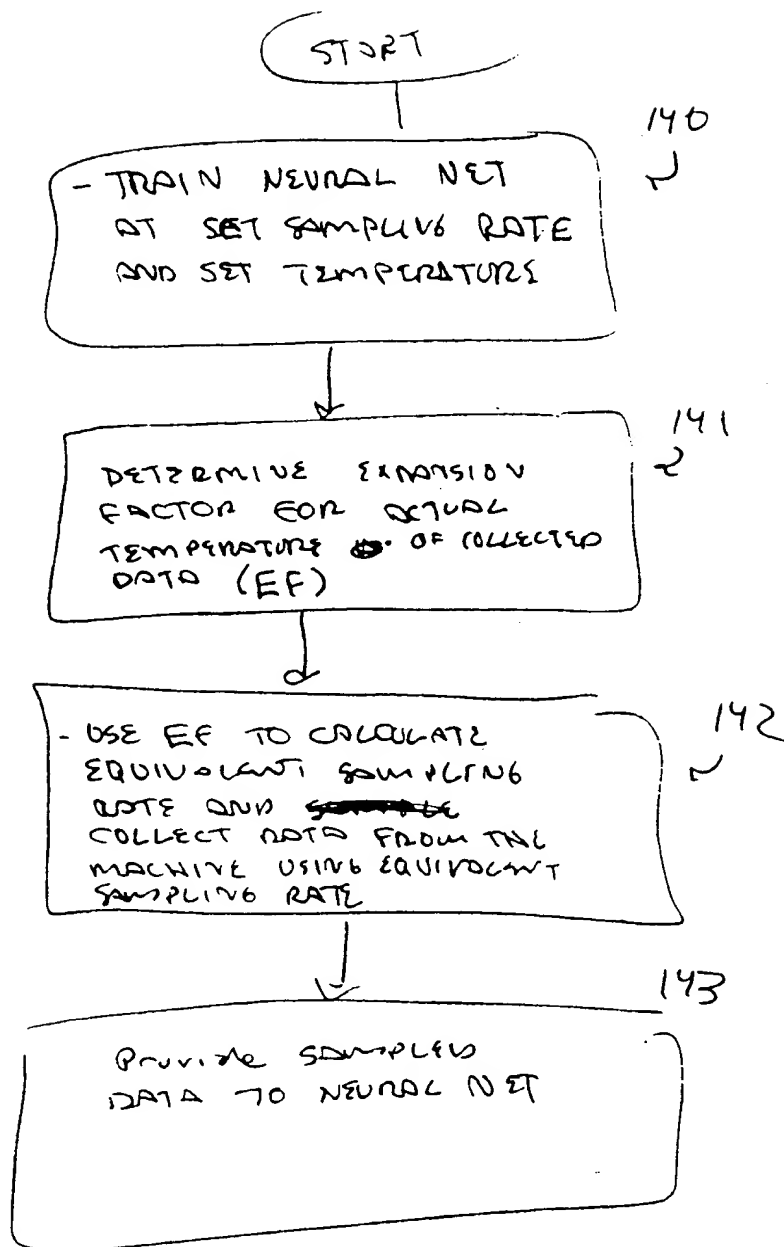 START
140
- TRAIN NEURAL NET
AT SET SAMPLING RATE
AND SET TEMPERATURE
141
DETERMINE EXPANSION
FACTOR FOR ACTUAL
TEMPERATURE OF COLLECTED
DATA (EF)
142
- USE EF TO CALCULATE
EQUIVALENT SAMPLING
RATE AND
COLLECT DATA FROM THE
MACHINE USING EQUIVALENT
SAMPLING RATE
143
Provide SAMPLED
DATA TO NEURAL NET